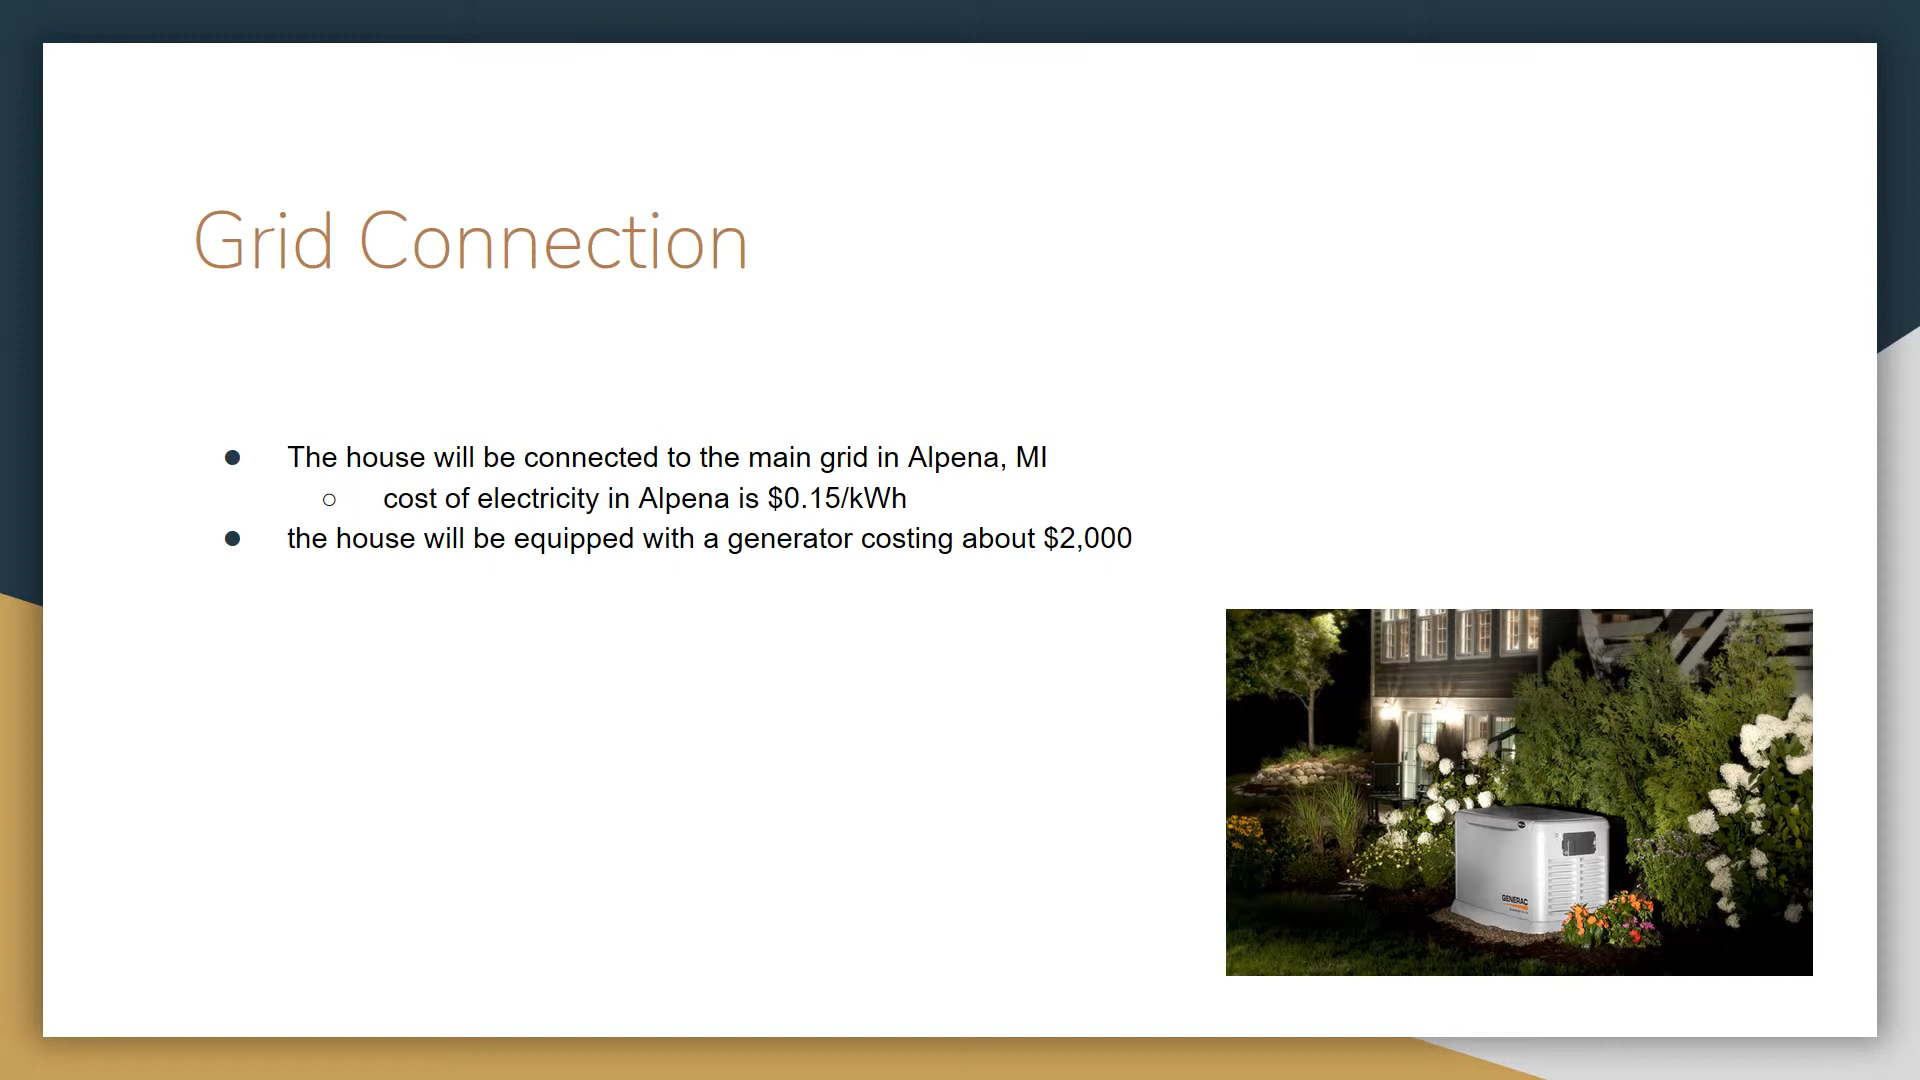 Grid Connection
● The house will be connected to the main grid in Alpena, MI
○ cost of electricity in Alpena is $0.15/kWh
● the house will be equipped with a generator costing about $2,000
GENERAC